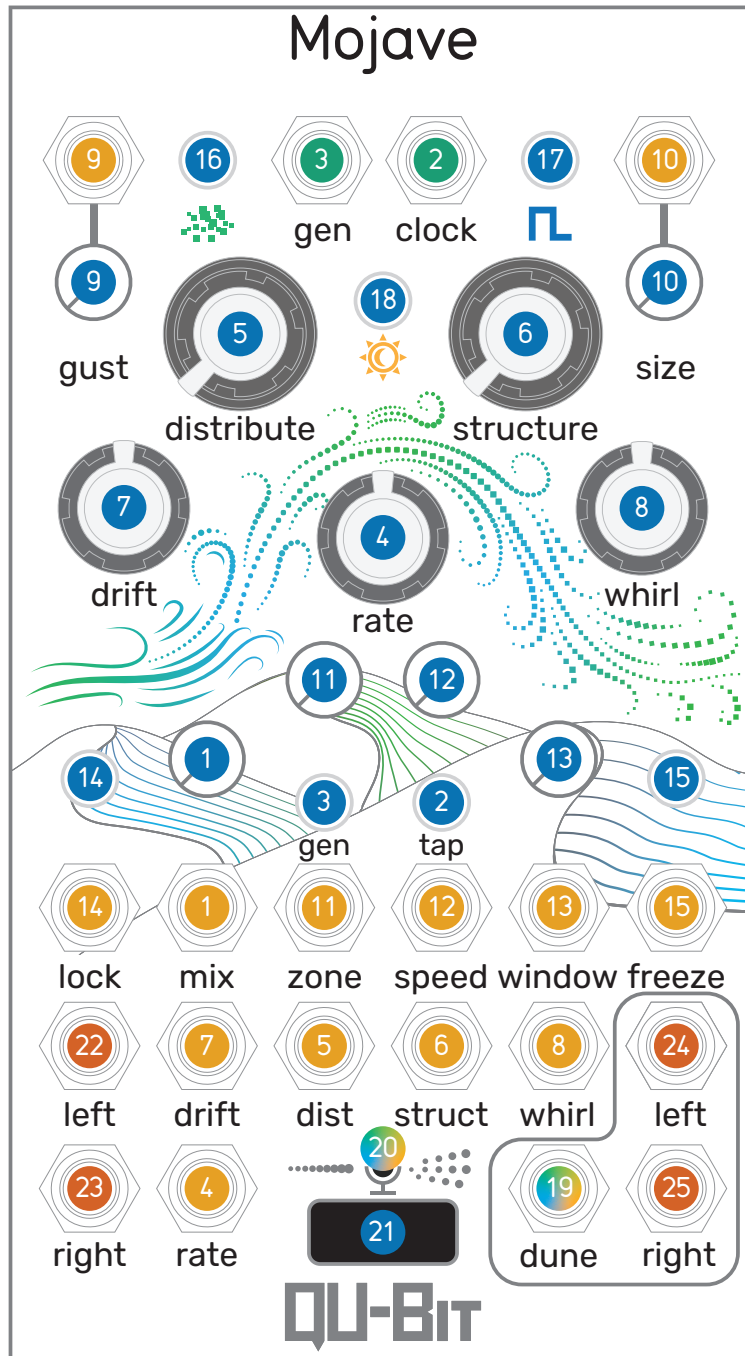 Mojave
9 16 3 2 17 10
gen clock
9 18 10
5 6
gust size
distribute structure
7 4 8
drift whirl
rate
11 12
1 13
14 3 2 15
gen tap
14 1 11 12 13 15
lock mix zone speed window freeze
22 7 5 6 8 24
left drift dist struct whirl left
20
23 4 19 25
21
right rate dune right
QU-BIT